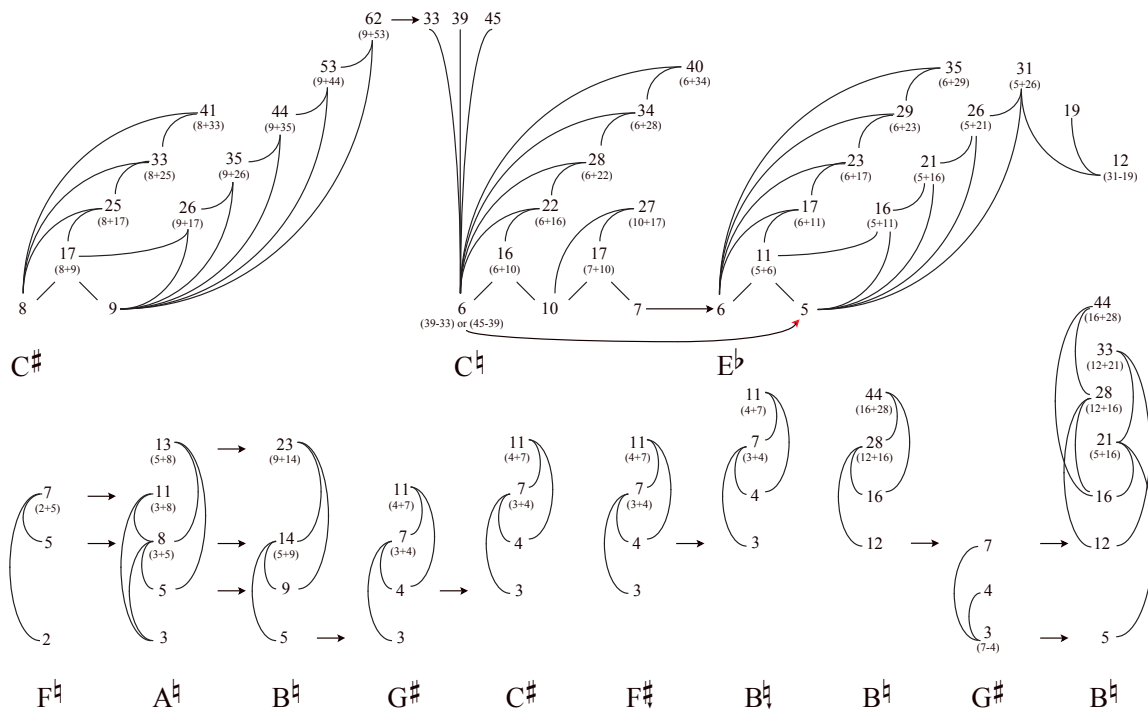 62 33 39 45
(9+53)
53
(9+44)
40 35 31
(6+34) (6+29) (5+26)
41 44 34 29 26 19
(8+33) (9+35) (6+28) (6+23) (5+21)
33 35 28 23 21 12
(8+25) (9+26) (6+22) (6+17) (5+16) (31-19)
25 26 22 27 17 16
(8+17) (9+17) (6+16) (10+17) (6+11) (5+11)
17 16 17 11
(8+9) (6+10) (7+10) (5+6)
8 9 6 10 7 6 5
(39-33) or (45-39)
C♯ C♮ E♭
44
(16+28)
33
(12+21)
11 44 28
(4+7) (16+28) (12+16)
13 23 11 11 7 28 21
(5+8) (9+14) (4+7) (4+7) (3+4) (12+16) (5+16)
7 11 11 7 7 4 16 16
(2+5) (3+8) (4+7) (3+4) (3+4)
5 8 14 7 4 4 3 12 7 12
(3+5) (5+9) (3+4)
5 9 4 3 3 4
2 3 5 3 3 5
(7-4)
F♮ A♮ B♮ G♯ C♯ F♯ B♮ B♮ G♯ B♮